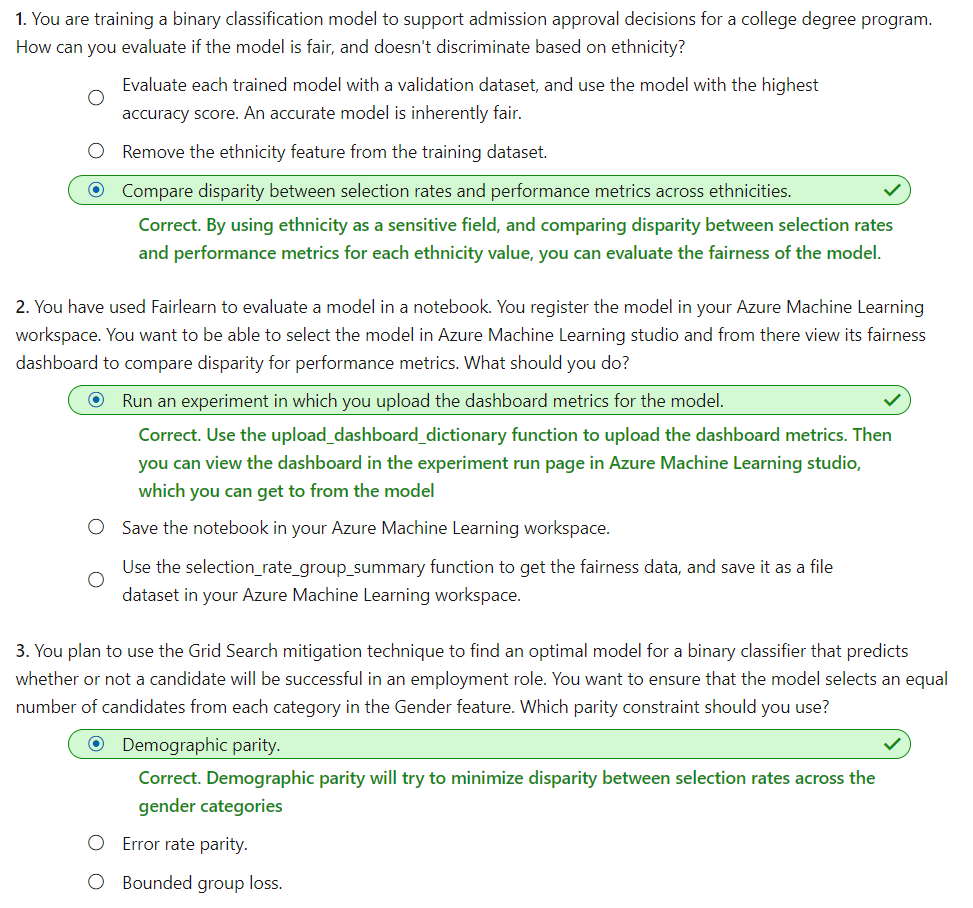 1. You are training a binary classification model to support admission approval decisions for a college degree program.
How can you evaluate if the model is fair, and doesn't discriminate based on ethnicity?
Evaluate each trained model with a validation dataset, and use the model with the highest
accuracy score. An accurate model is inherently fair.
Remove the ethnicity feature from the training dataset.
Compare disparity between selection rates and performance metrics across ethnicities.
Correct. By using ethnicity as a sensitive field, and comparing disparity between selection rates
and performance metrics for each ethnicity value, you can evaluate the fairness of the model.
2. You have used Fairlearn to evaluate a model in a notebook. You register the model in your Azure Machine Learning
workspace. You want to be able to select the model in Azure Machine Learning studio and from there view its fairness
dashboard to compare disparity for performance metrics. What should you do?
Run an experiment in which you upload the dashboard metrics for the model.
Correct. Use the upload_dashboard_dictionary function to upload the dashboard metrics. Then
you can view the dashboard in the experiment run page in Azure Machine Learning studio,
which you can get to from the model
Save the notebook in your Azure Machine Learning workspace.
Use the selection_rate_group_summary function to get the fairness data, and save it as a file
dataset in your Azure Machine Learning workspace.
3. You plan to use the Grid Search mitigation technique to find an optimal model for a binary classifier that predicts
whether or not a candidate will be successful in an employment role. You want to ensure that the model selects an equal
number of candidates from each category in the Gender feature. Which parity constraint should you use?
Demographic parity.
Correct. Demographic parity will try to minimize disparity between selection rates across the
gender categories
Error rate parity.
Bounded group loss.